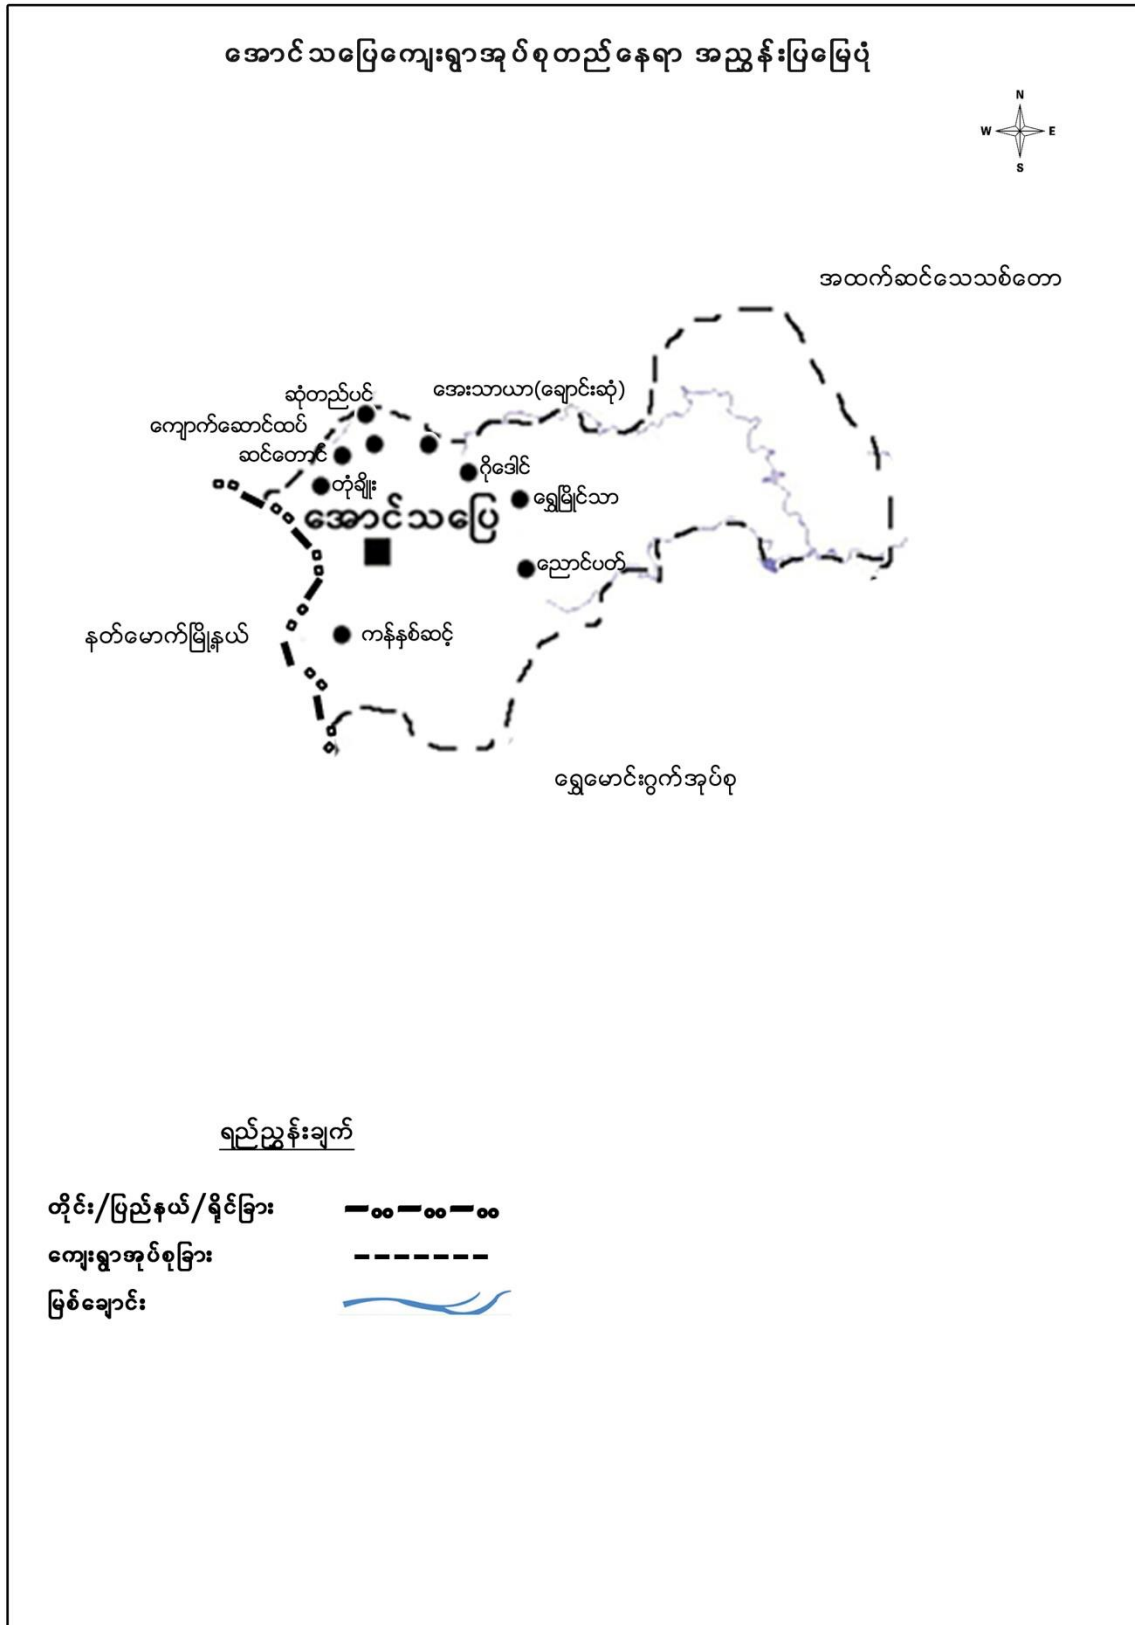 အောင်သပြေကျေးရွာအုပ်စုတည်နေရာ အညွှန်းပြမြေပုံ
N
W E
S
အထက်ဆင်သေသစ်တော
ဆုံတည်ပင်
အေးသာယာ(ချောင်းဆုံ)
ကျောက်ဆောင်ထပ်
ဆင်တောင်
ဂိုဒေါင်
တုံချိုး
ရွှေမြိုင်သာ
အောင်သပြေ
ညောင်ပတ်
နတ်မောက်မြို့နယ်
ကန်နှစ်ဆင့်
ရွှေမောင်းဂွက်အုပ်စု
ရည်ညွှန်းချက်
တိုင်း/ပြည်နယ်/ရိုင်ခြား
ကျေးရွာအုပ်စုခြား
မြစ်ချောင်း